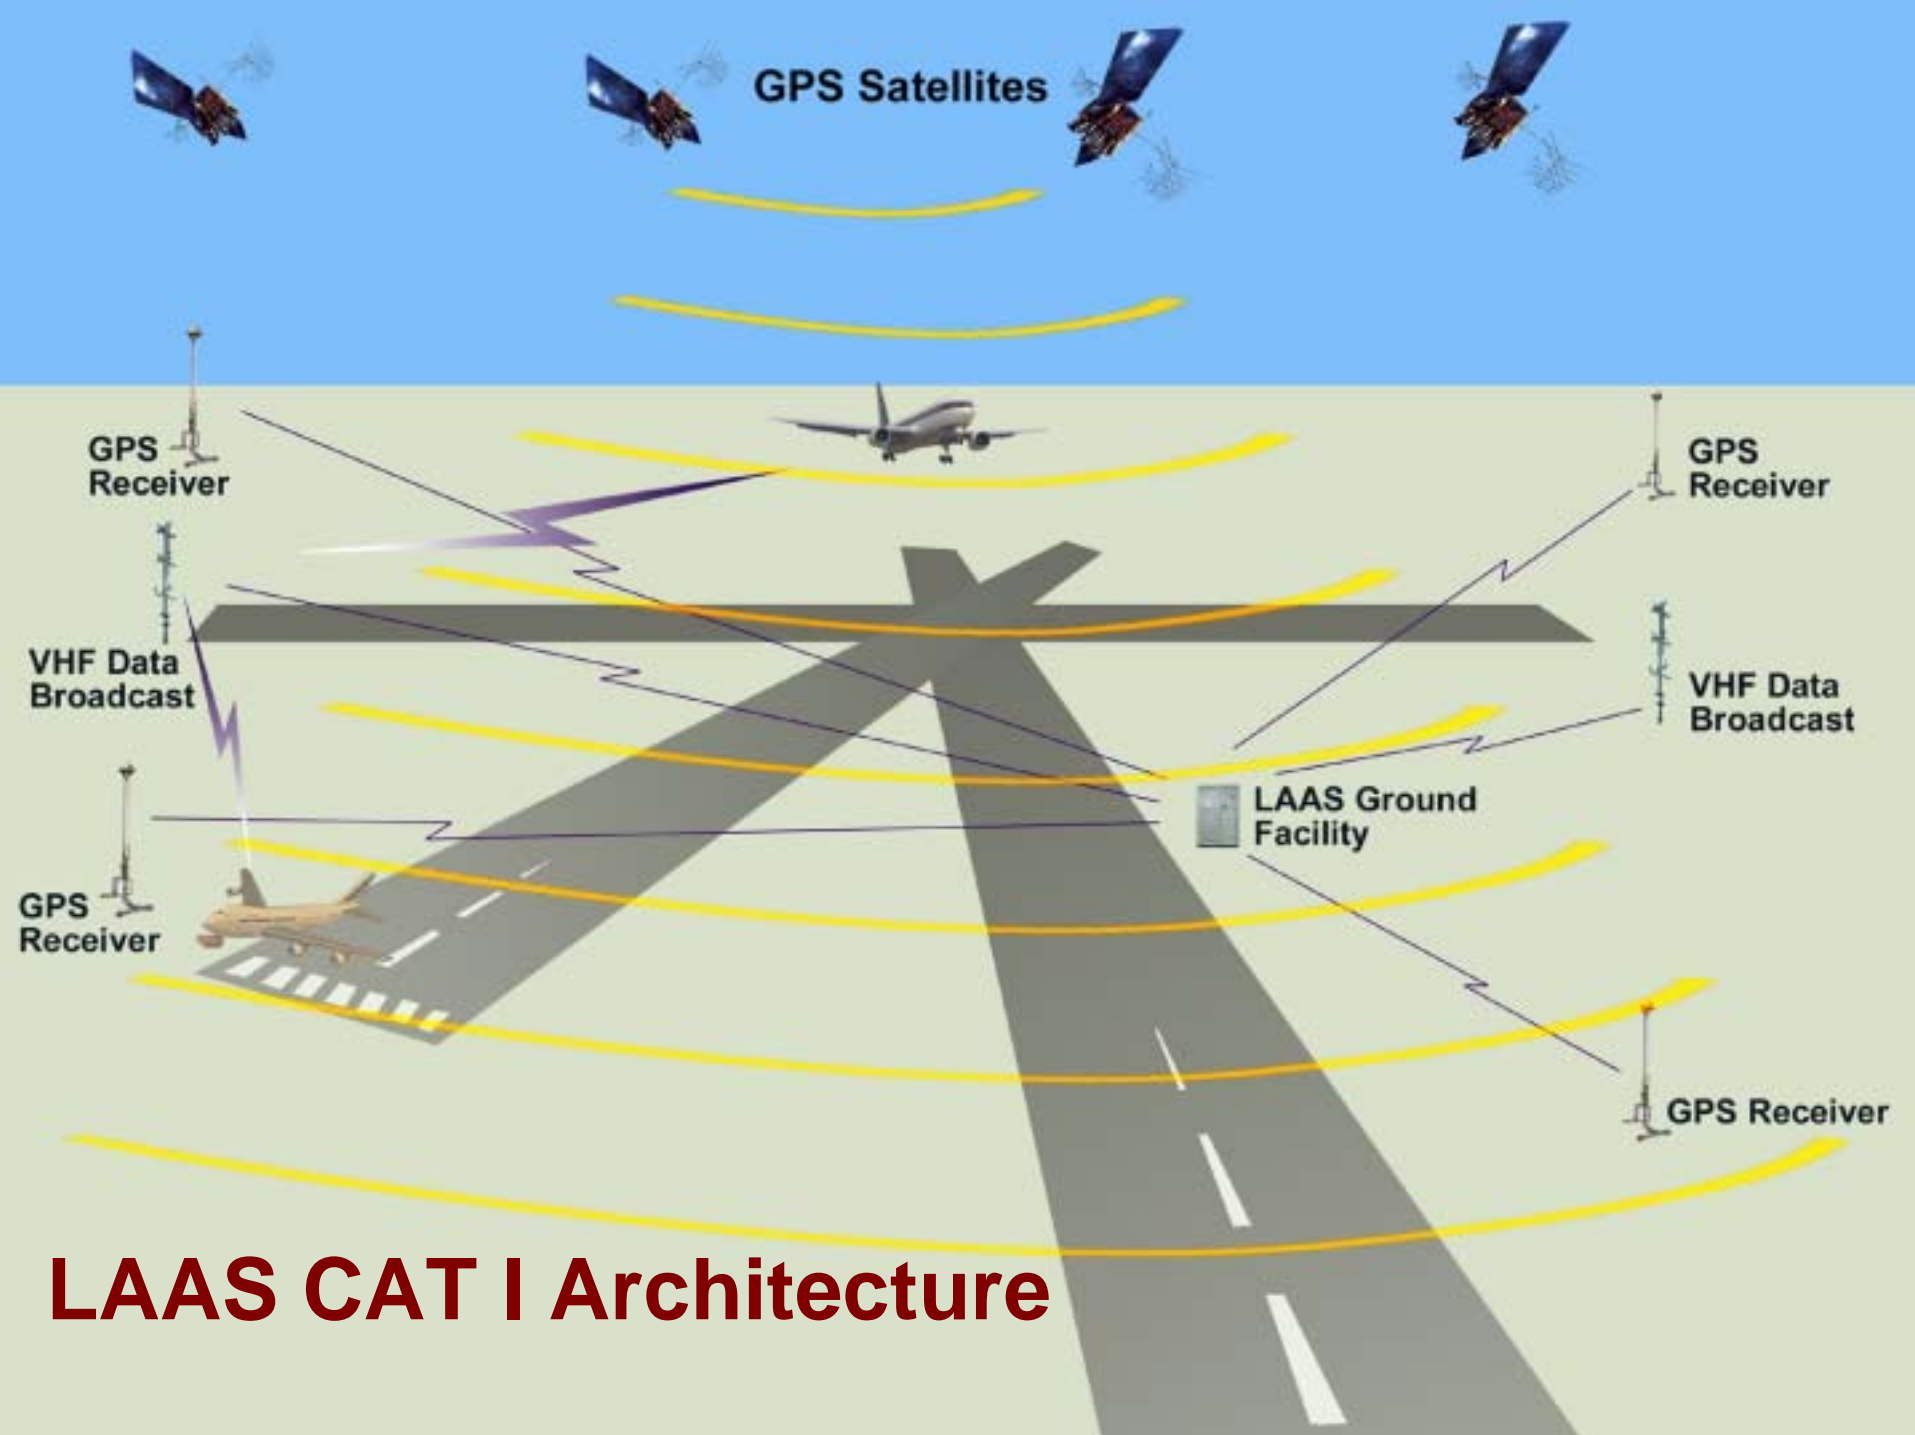 GPS Satellites
GPS
Receiver
GPS
Receiver
VHF Data
Broadcast
VHF Data
Broadcast
LAAS Ground
Facility
GPS
Receiver
GPS Receiver
LAAS CAT I Architecture